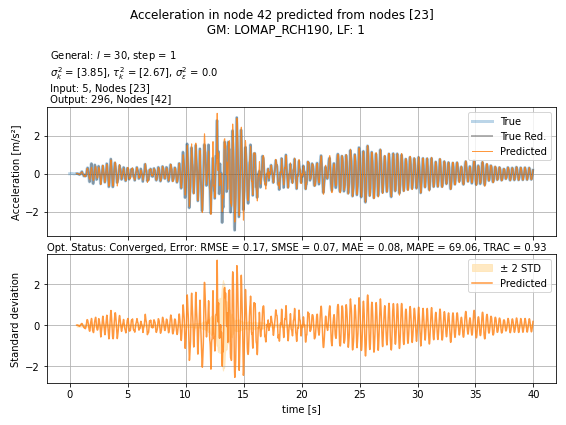 Acceleration in node 42 predicted from nodes [23]
GM: LOMAP_RCH190, LF: 1
General: l = 30, step = 1
σ²ₖ = [3.85], τ²ₖ = [2.67], σ²ε = 0.0
Input: 5, Nodes [23]
Output: 296, Nodes [42]
Acceleration [m/s²]
2
0
−2
True
True Red.
Predicted
Opt. Status: Converged, Error: RMSE = 0.17, SMSE = 0.07, MAE = 0.08, MAPE = 69.06, TRAC = 0.93
Standard deviation
2
0
−2
± 2 STD
Predicted
0 5 10 15 20 25 30 35 40
time [s]